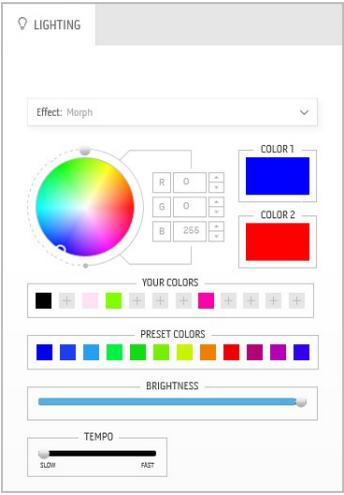 LIGHTING
Effect: Morph
COLOR 1
R 0
G 0
B 255
COLOR 2
YOUR COLORS
PRESET COLORS
BRIGHTNESS
TEMPO
SLOW FAST